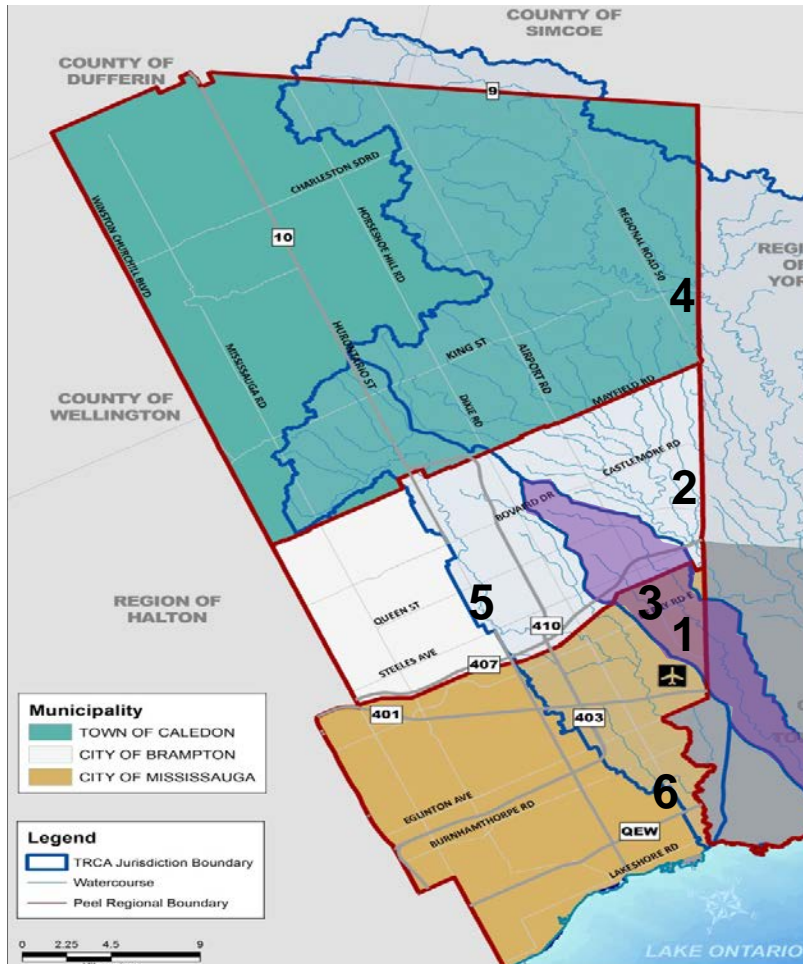 COUNTY OF
SIMCOE
COUNTY OF
DUFFERIN
9
CHARLESTON SDRD
HORSESHOE HILL RD
REGIONAL ROAD 50
REGION
OF
YOR
WINSTON CHURCHILL BLVD
10
4
MISSISSAUGA RD
HURONTARIO ST
KING ST
AIRPORT RD
DIXIE RD
MAYFIELD RD
COUNTY OF
WELLINGTON
CASTLEMORE RD
2
BOVAIRD DR
REGION OF
HALTON
QUEEN ST
5
3
RD E
1
410
STEELES AVE
407
401
403
Municipality
TOWN OF CALEDON
CITY OF BRAMPTON
CITY OF MISSISSAUGA
EGLINTON AVE
BURNHAMTHORPE RD
6
QEW
LAKESHORE RD
Legend
TRCA Jurisdiction Boundary
Watercourse
Peel Regional Boundary
0 2.25 4.5 9
LAKE ONTARIO